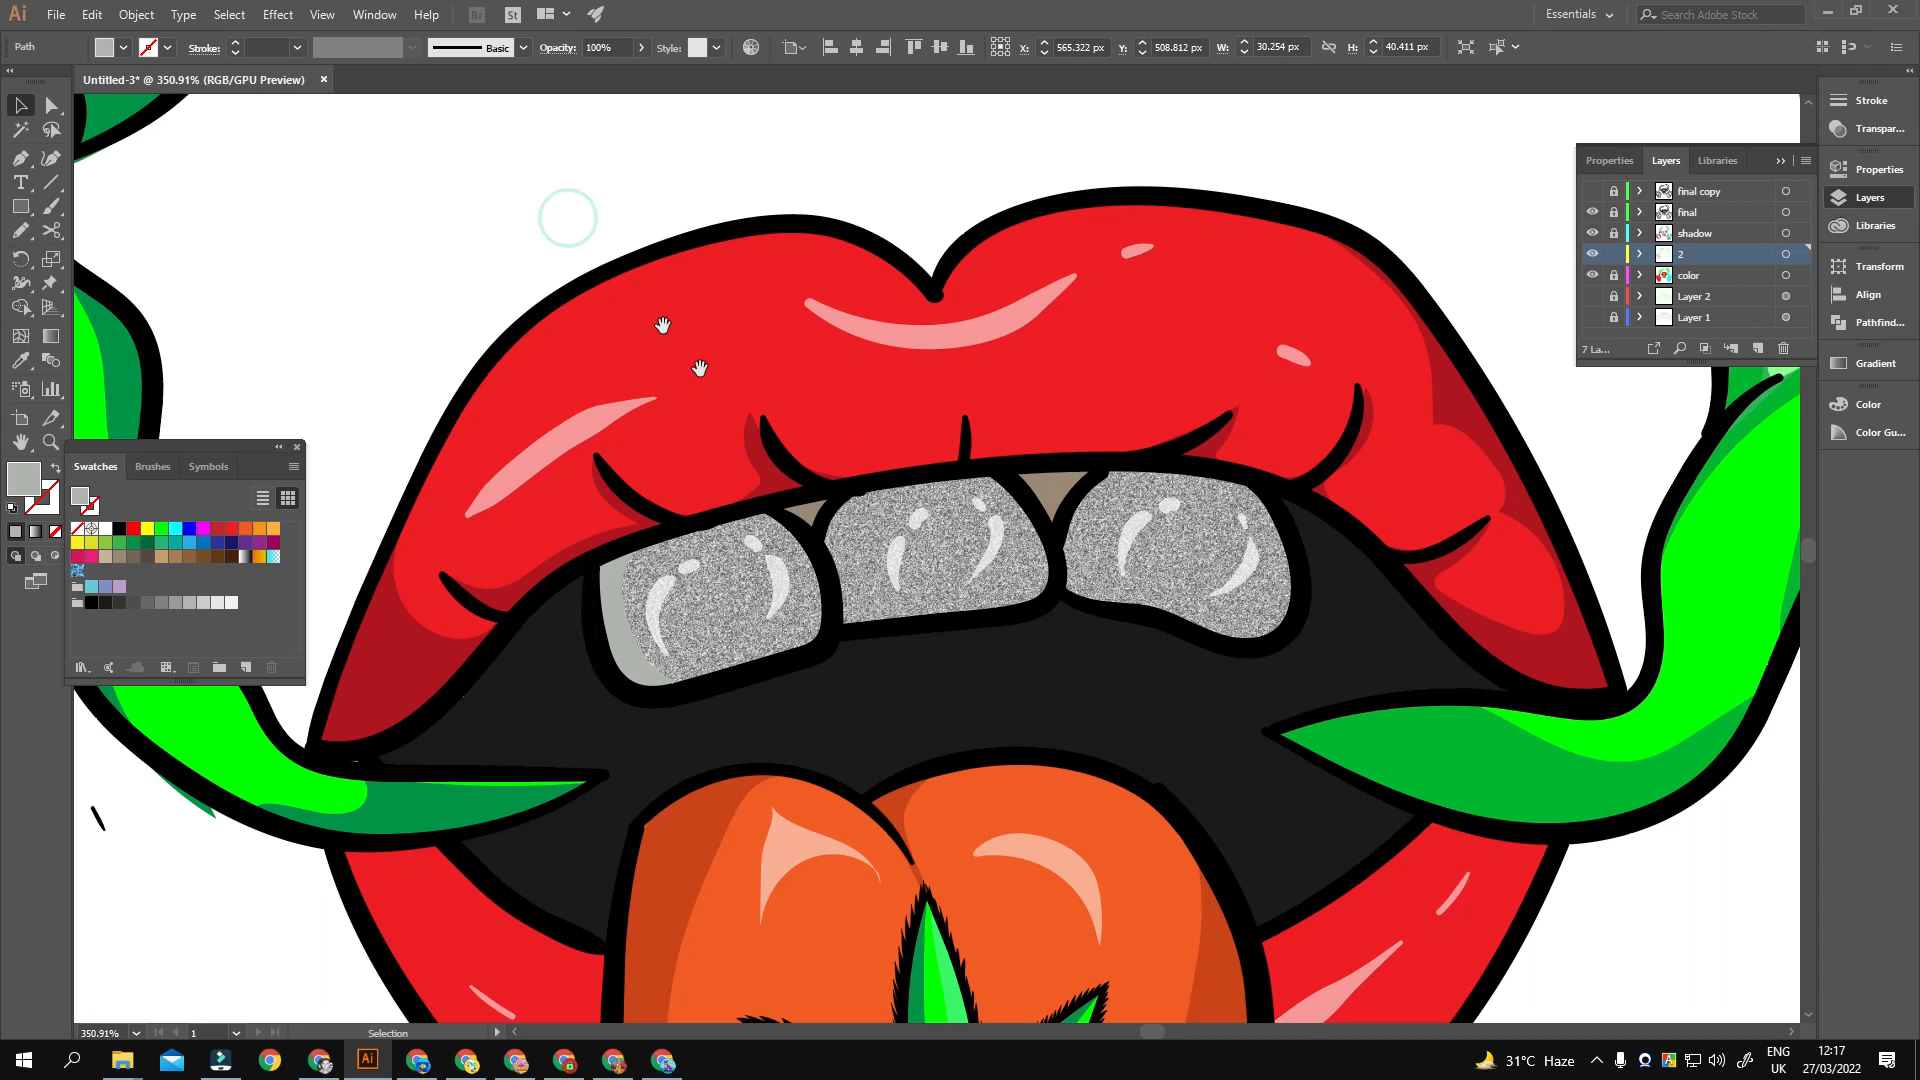 Ai File Edit Object Type Select Effect View Window Help Br St Essentials Search Adobe Stock
Path Stroke: Basic Opacity: 100% Style: X: 565.322 px Y: 508.812 px W: 30.254 px H: 40.411 px
Untitled-3* @ 350.91% (RGB/GPU Preview)
Stroke
Transpar...
Properties Layers Libraries
Properties
final copy
Layers
final
Libraries
shadow
2
Transform
color
Align
Layer 2
Layer 1
Pathfind...
7 La...
Gradient
Color
Color Gu...
Swatches Brushes Symbols
350.91% 1 Selection
Ai 31°C Haze ENG 12:17
UK 27/03/2022